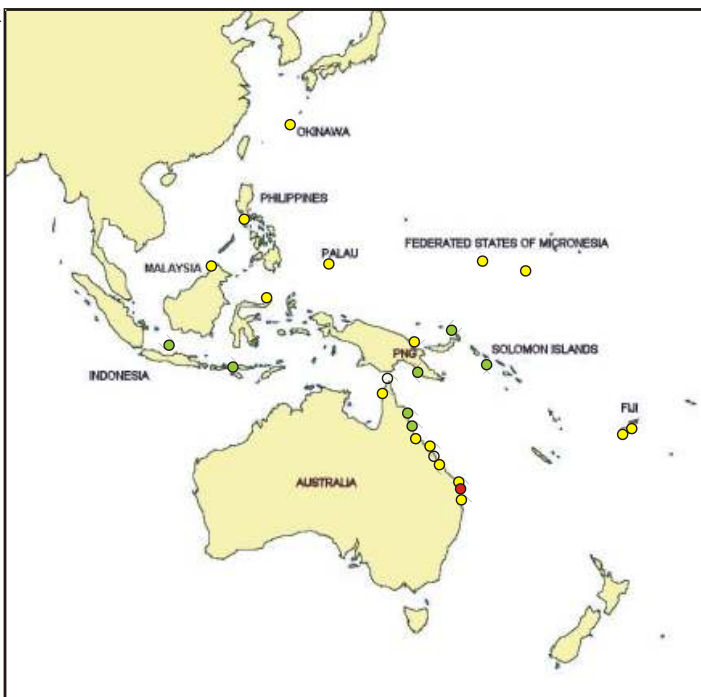 OKINAWA
PHILIPPINES
FEDERATED STATES OF MICRONESIA
PALAU
MALAYSIA
PNG
SOLOMON ISLANDS
INDONESIA
FIJI
AUSTRALIA